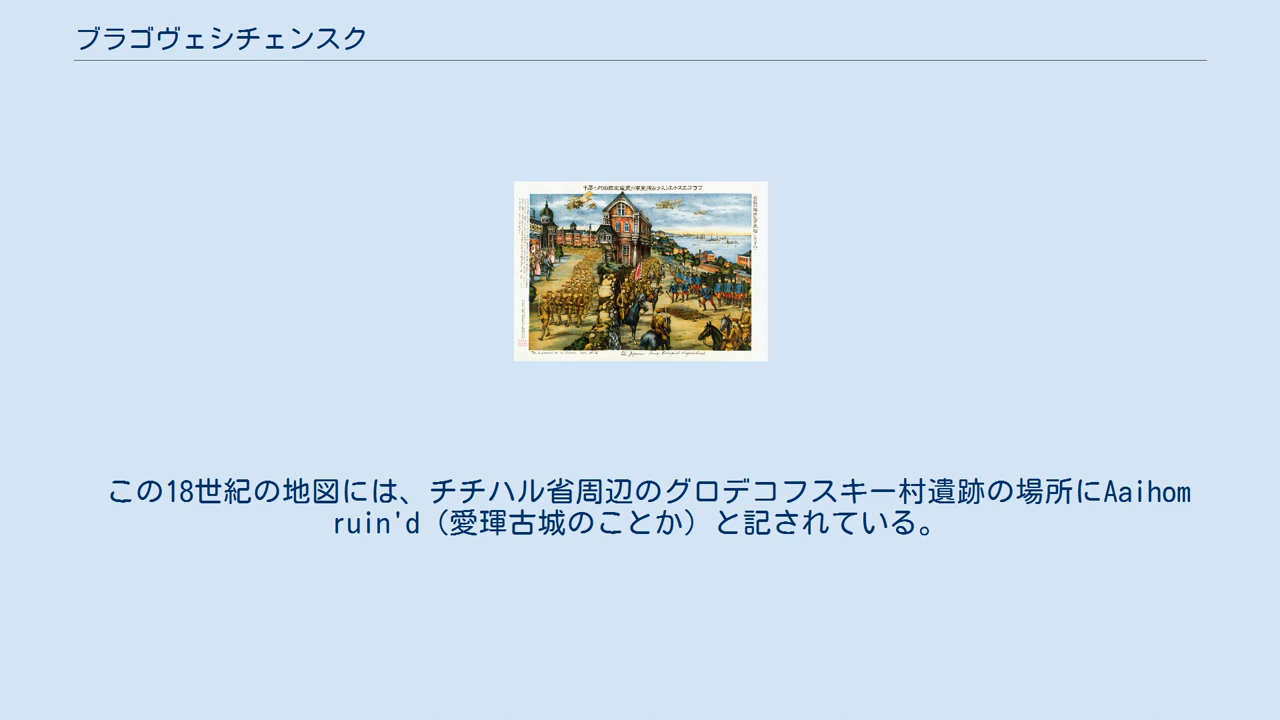 ブラゴヴェシチェンスク
この18世紀の地図には、チチハル省周辺のグロデコフスキー村遺跡の場所にAaihom
ruin'd（愛琿古城のことか）と記されている。